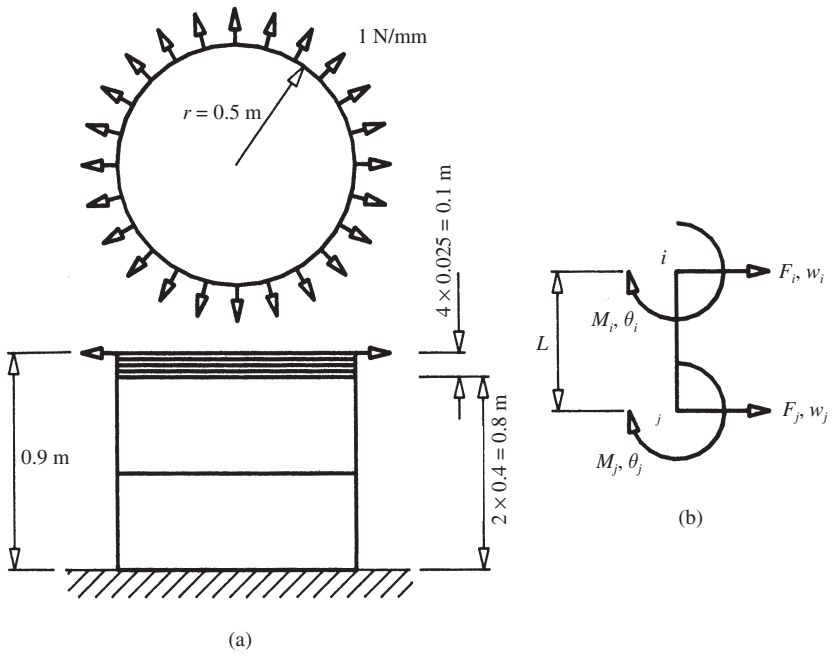 1 N/mm
r = 0.5 m
4 × 0.025 = 0.1 m
0.9 m
2 × 0.4 = 0.8 m
(a)
i
F_i, w_i
M_i, θ_i
L
j
F_j, w_j
M_j, θ_j
(b)